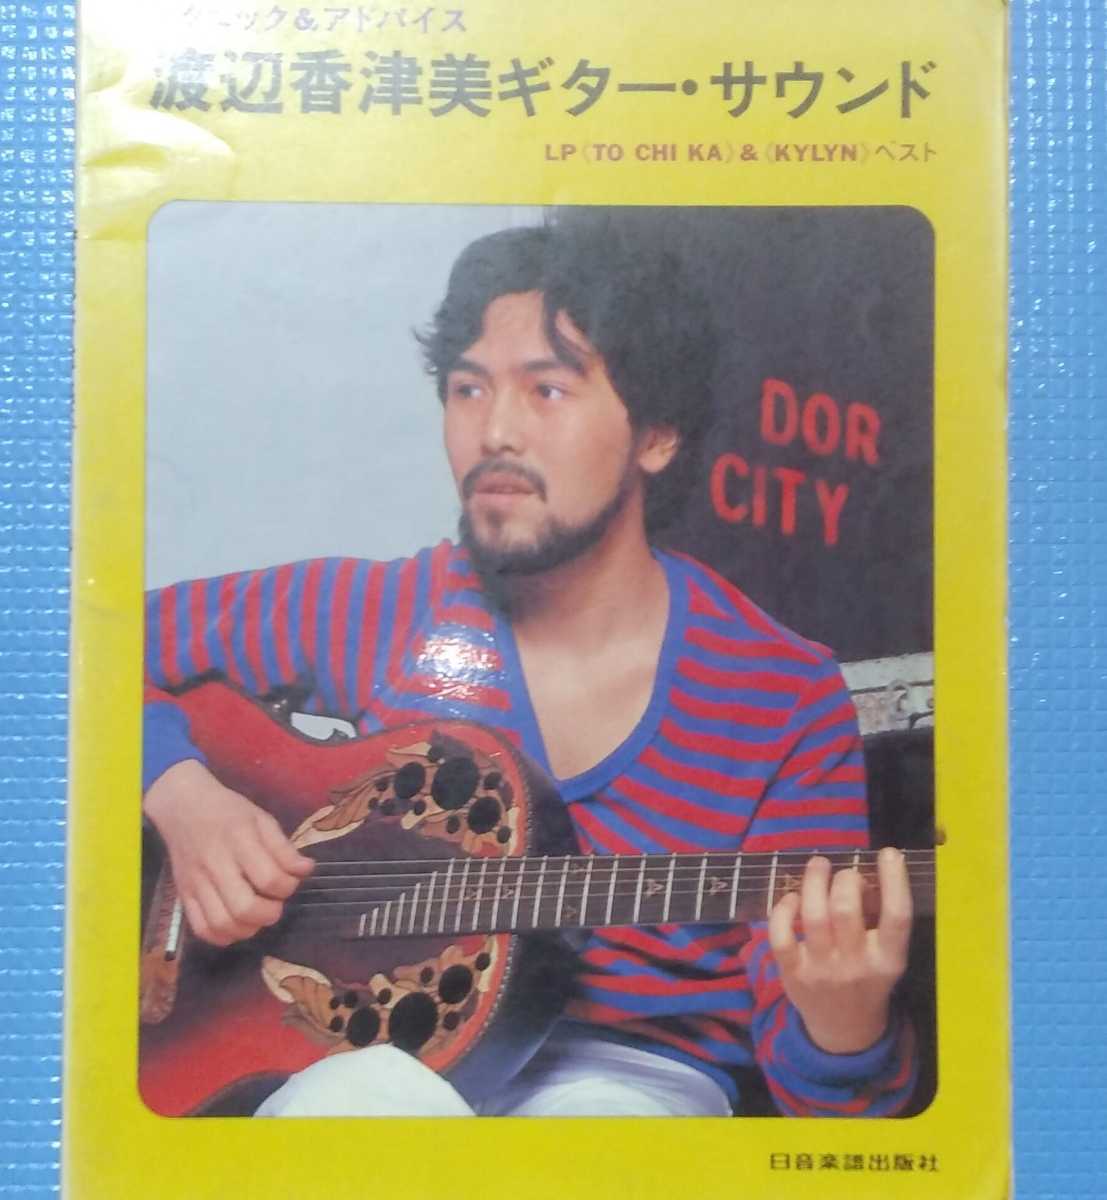 クニック&アドバイス
渡辺香津美ギター・サウンド
LP《TO CHI KA》&《KYLYN》ベスト
DOR
CITY
日音楽譜出版社